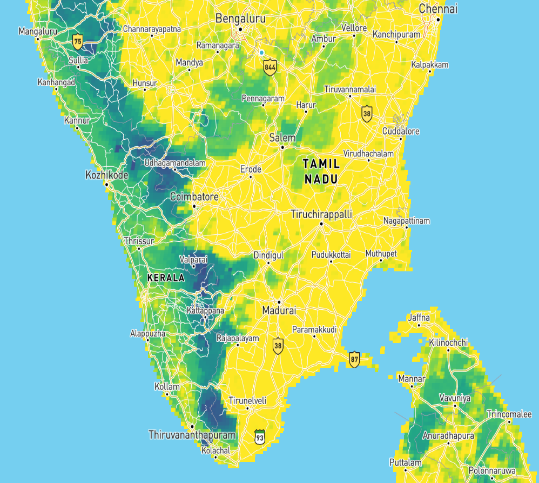 Chennai
Bengaluru
Mangaluru
Channarayapatna
Vellore
75
Ramanagara
Ambur
Kanchipuram
Sullia
Mandya
844
Kalpakkam
Kanhangad
Hunsur
Pennagaram
Harur
Tiruvannamalai
38
Kannur
Salem
Cuddalore
Udhagamandalam
Erode
TAMIL
NADU
Virudhachalam
Kozhikode
Coimbatore
Tiruchirappalli
Nagapattinam
Thrissur
Valparai
Dindigul
Pudukkottai
Muthupet
KERALA
Kattappana
Madurai
Jaffna
Alappuzha
Rajapalayam
Paramakkudi
38
87
Kilinochchi
Mannar
Kollam
Tirunelveli
Vavuniya
Trincomalee
Thiruvananthapuram
93
Anuradhapura
Kolachal
Puttalam
Polonnaruwa